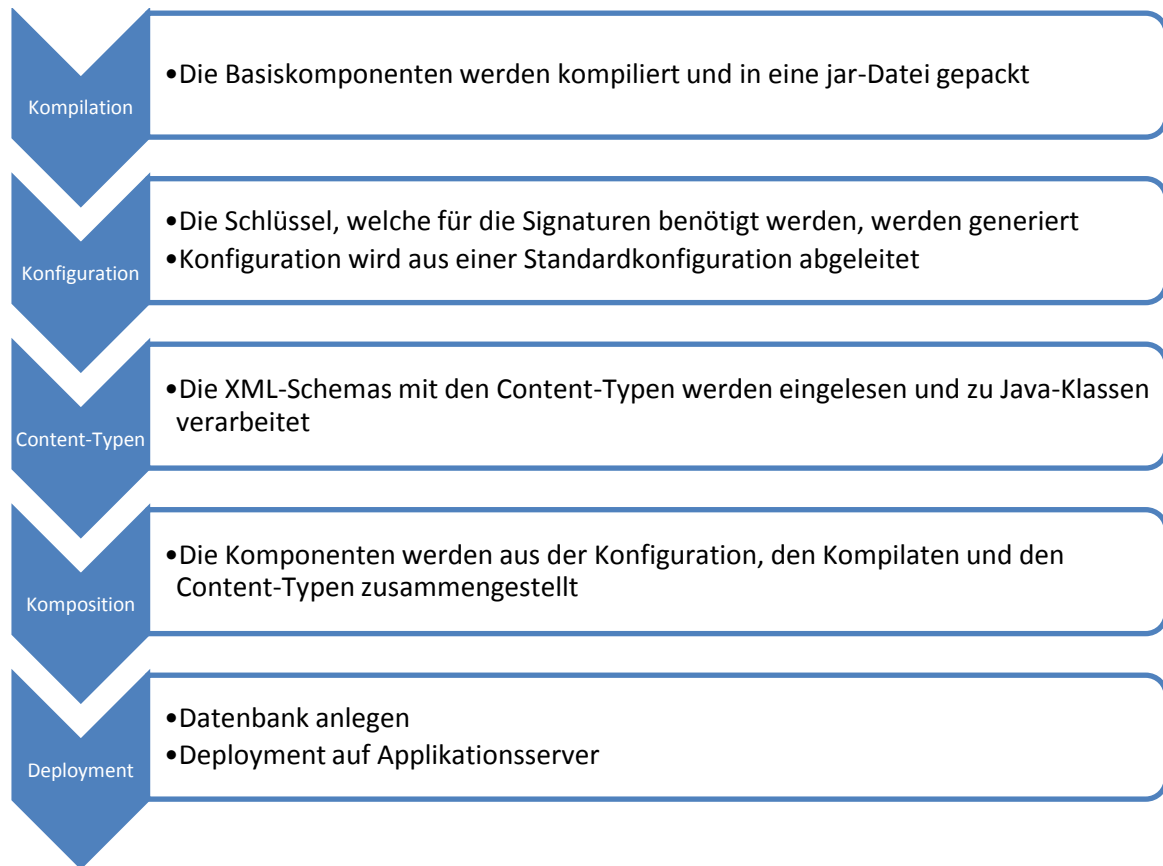 Kompilation
•Die Basiskomponenten werden kompiliert und in eine jar-Datei gepackt
Konfiguration
•Die Schlüssel, welche für die Signaturen benötigt werden, werden generiert
•Konfiguration wird aus einer Standardkonfiguration abgeleitet
Content-Typen
•Die XML-Schemas mit den Content-Typen werden eingelesen und zu Java-Klassen
verarbeitet
Komposition
•Die Komponenten werden aus der Konfiguration, den Kompilaten und den
Content-Typen zusammengestellt
Deployment
•Datenbank anlegen
•Deployment auf Applikationsserver